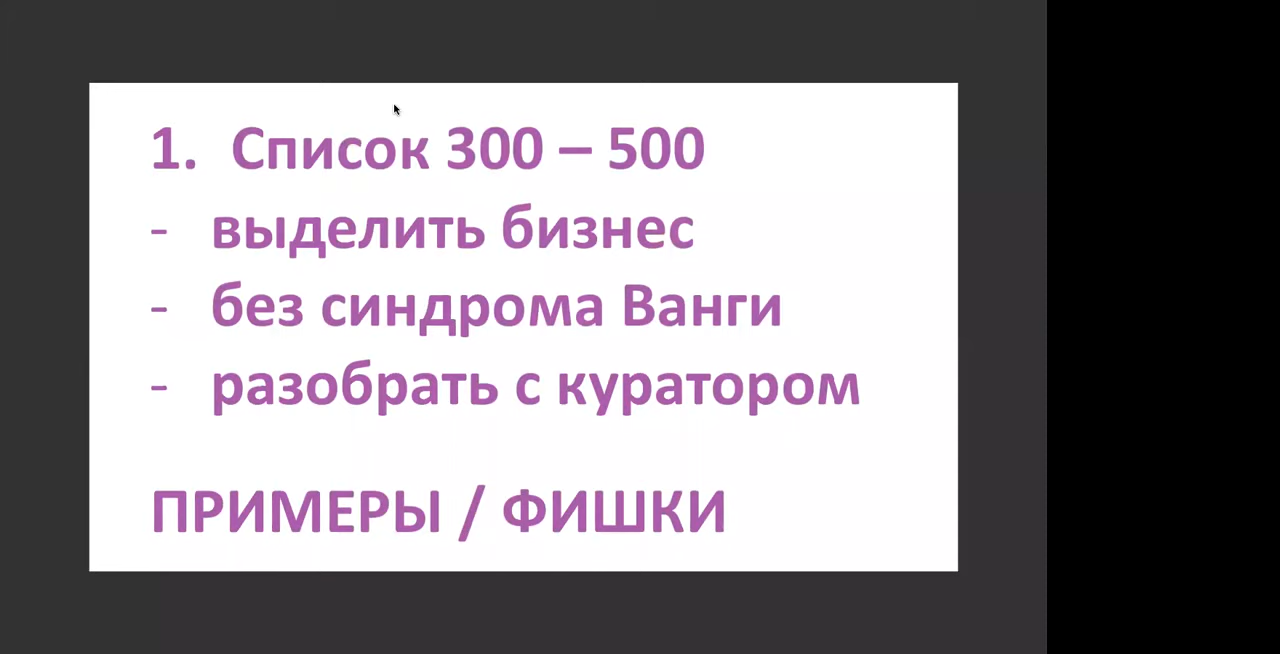 1. Список 300 – 500
- выделить бизнес
- без синдрома Ванги
- разобрать с куратором
ПРИМЕРЫ / ФИШКИ